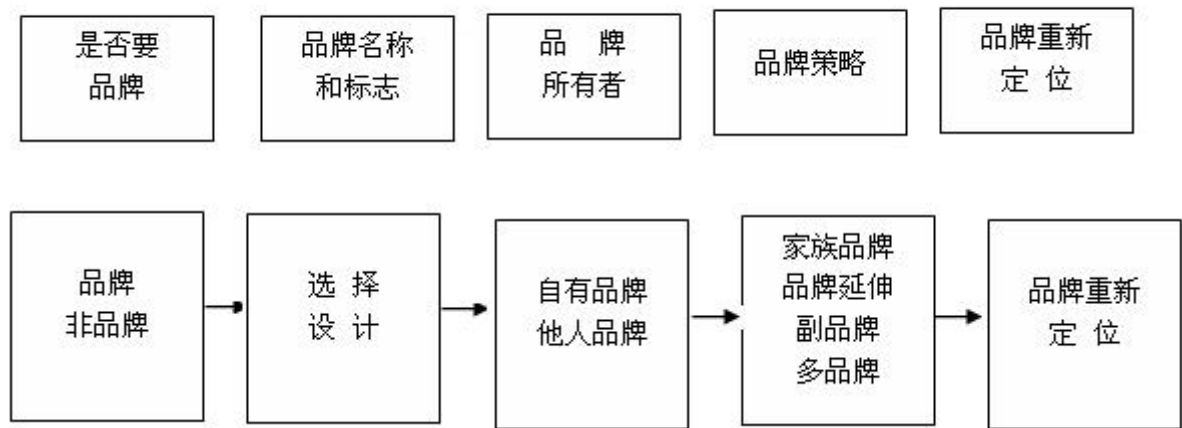 是否要
品牌
品牌名称
和标志
品 牌
所有者
品牌策略
品牌重新
定 位
品牌
非品牌
选 择
设 计
自有品牌
他人品牌
家族品牌
品牌延伸
副品牌
多品牌
品牌重新
定 位